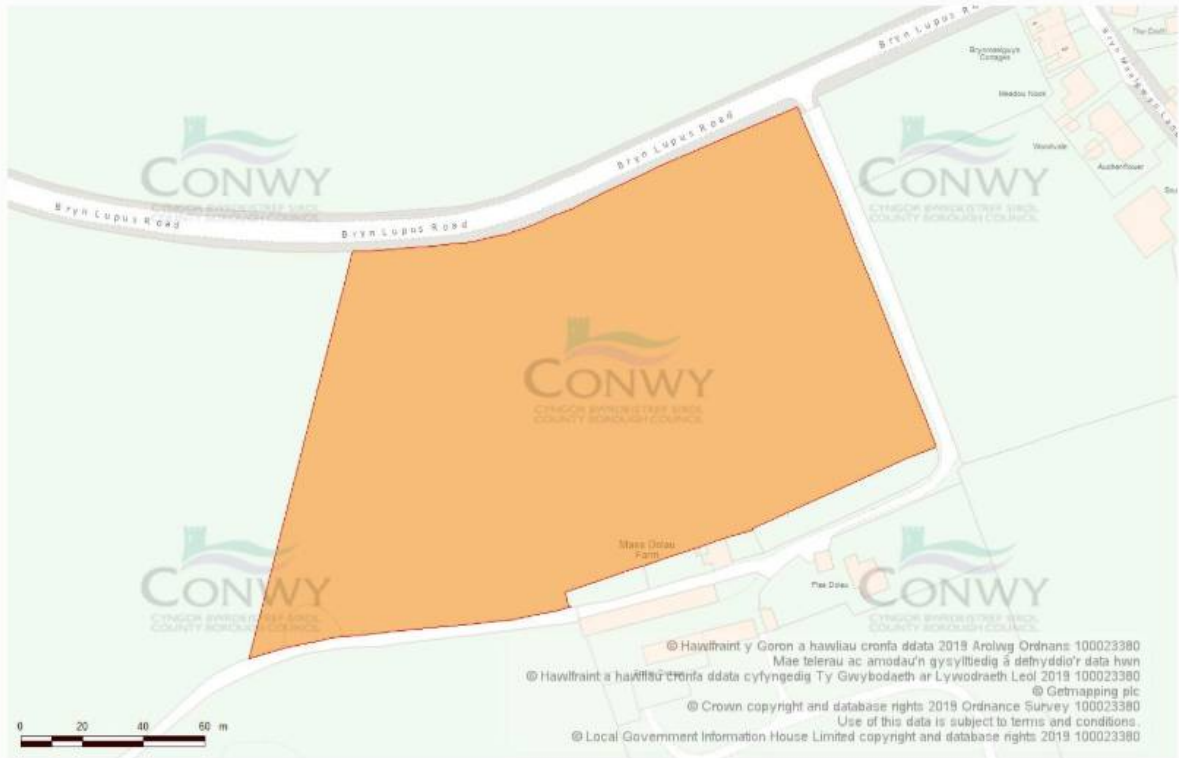 Bryn Lupus Road
Bryn Maelgwyn Lane
The Croft
Brynmaelgwyn
Cottages
Meadow Nook
Woodside
Auchenflower
Bryn Lupus Road
CONWY
CYNGOR BWRDEISTREF SIROL
COUNTY BOROUGH COUNCIL
CONWY
CYNGOR BWRDEISTREF SIROL
COUNTY BOROUGH COUNCIL
Bryn Lupus Road
Bryn Lupus Road
CONWY
CYNGOR BWRDEISTREF SIROL
COUNTY BOROUGH COUNCIL
Maes Dolau
Farm
Plas Dolau
CONWY
CYNGOR BWRDEISTREF SIROL
COUNTY BOROUGH COUNCIL
CONWY
CYNGOR BWRDEISTREF SIROL
COUNTY BOROUGH COUNCIL
© Hawlfraint y Goron a hawliau cronfa ddata 2019 Arolwg Ordnans 100023380
Mae telerau ac amodau'n gysylltiedig â defnyddio'r data hwn
© Hawlfraint a hawliau cronfa ddata cyfyngedig Ty Gwybodaeth ar Lywodraeth Leol 2019 100023380
© Getmapping plc
© Crown copyright and database rights 2019 Ordnance Survey 100023380
Use of this data is subject to terms and conditions.
© Local Government Information House Limited copyright and database rights 2019 100023380
0 20 40 60 m